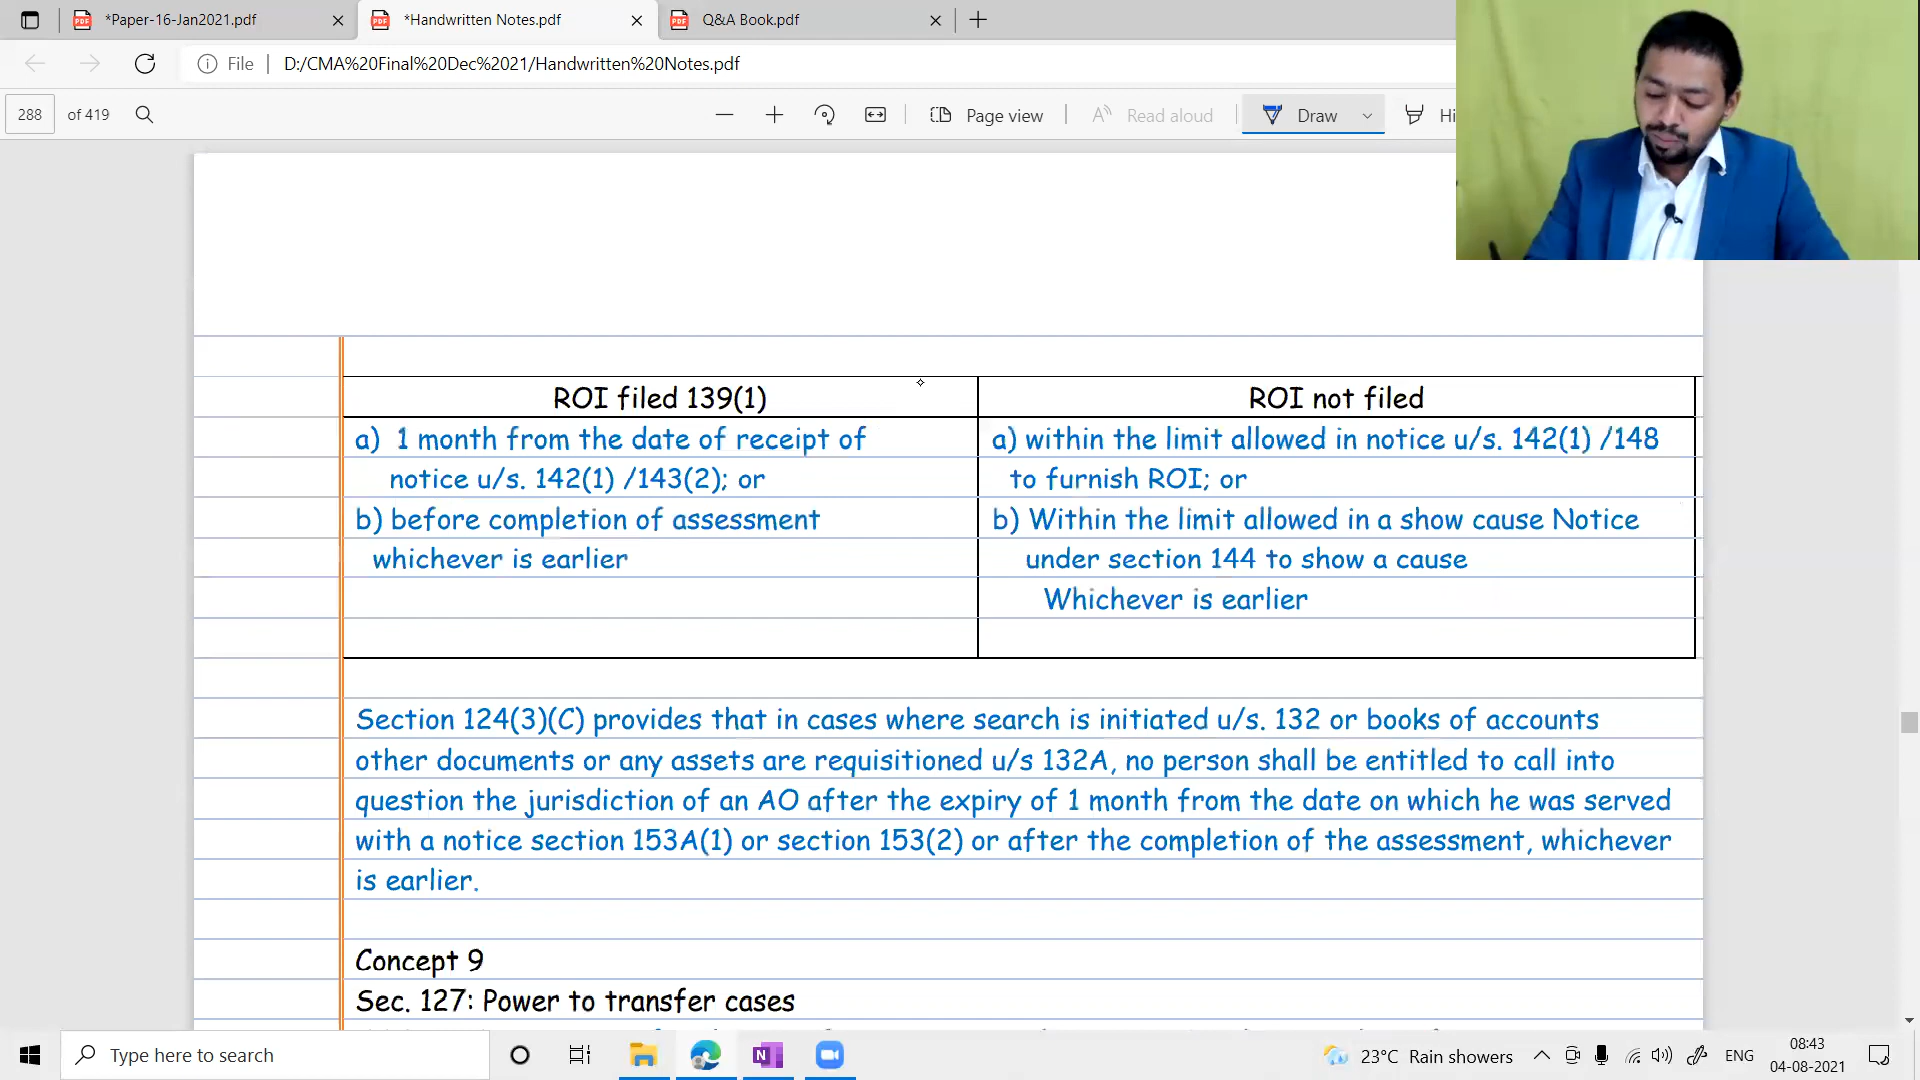 *Paper-16-Jan2021.pdf
*Handwritten Notes.pdf
Q&A Book.pdf
File
D:/CMA%20Final%20Dec%2021/Handwritten%20Notes.pdf
288 of 419
Page view
Read aloud
Draw
Hi
ROI filed 139(1)
a) 1 month from the date of receipt of
notice u/s. 142(1) /143(2); or
b) before completion of assessment
whichever is earlier
ROI not filed
a) within the limit allowed in notice u/s. 142(1) /148
to furnish ROI; or
b) Within the limit allowed in a show cause Notice
under section 144 to show a cause
Whichever is earlier
Section 124(3)(C) provides that in cases where search is initiated u/s. 132 or books of accounts
other documents or any assets are requisitioned u/s 132A, no person shall be entitled to call into
question the jurisdiction of an AO after the expiry of 1 month from the date on which he was served
with a notice section 153A(1) or section 153(2) or after the completion of the assessment, whichever
is earlier.
Concept 9
Sec. 127: Power to transfer cases
Type here to search
23°C Rain showers
ENG
08:43
04-08-2021